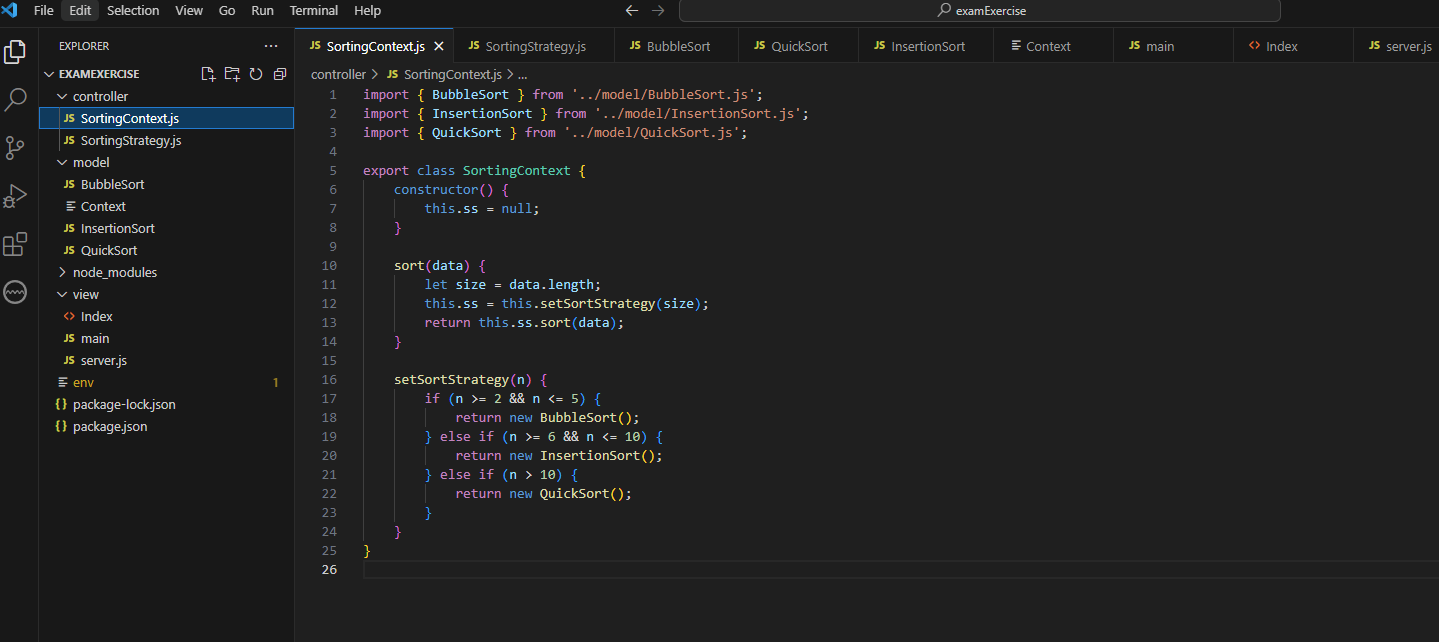 File Edit Selection View Go Run Terminal Help
examExercise
EXPLORER
JS SortingContext.js
JS SortingStrategy.js
JS BubbleSort
JS QuickSort
JS InsertionSort
Context
JS main
Index
JS server.js
EXAMEXERCISE
controller
JS SortingContext.js
JS SortingStrategy.js
model
JS BubbleSort
Context
JS InsertionSort
JS QuickSort
node_modules
view
Index
JS main
JS server.js
env 1
{} package-lock.json
{} package.json
controller > JS SortingContext.js > ...
1 import { BubbleSort } from '../model/BubbleSort.js';
2 import { InsertionSort } from '../model/InsertionSort.js';
3 import { QuickSort } from '../model/QuickSort.js';
4
5 export class SortingContext {
6 constructor() {
7 this.ss = null;
8 }
9
10 sort(data) {
11 let size = data.length;
12 this.ss = this.setSortStrategy(size);
13 return this.ss.sort(data);
14 }
15
16 setSortStrategy(n) {
17 if (n >= 2 && n <= 5) {
18 return new BubbleSort();
19 } else if (n >= 6 && n <= 10) {
20 return new InsertionSort();
21 } else if (n > 10) {
22 return new QuickSort();
23 }
24 }
25 }
26